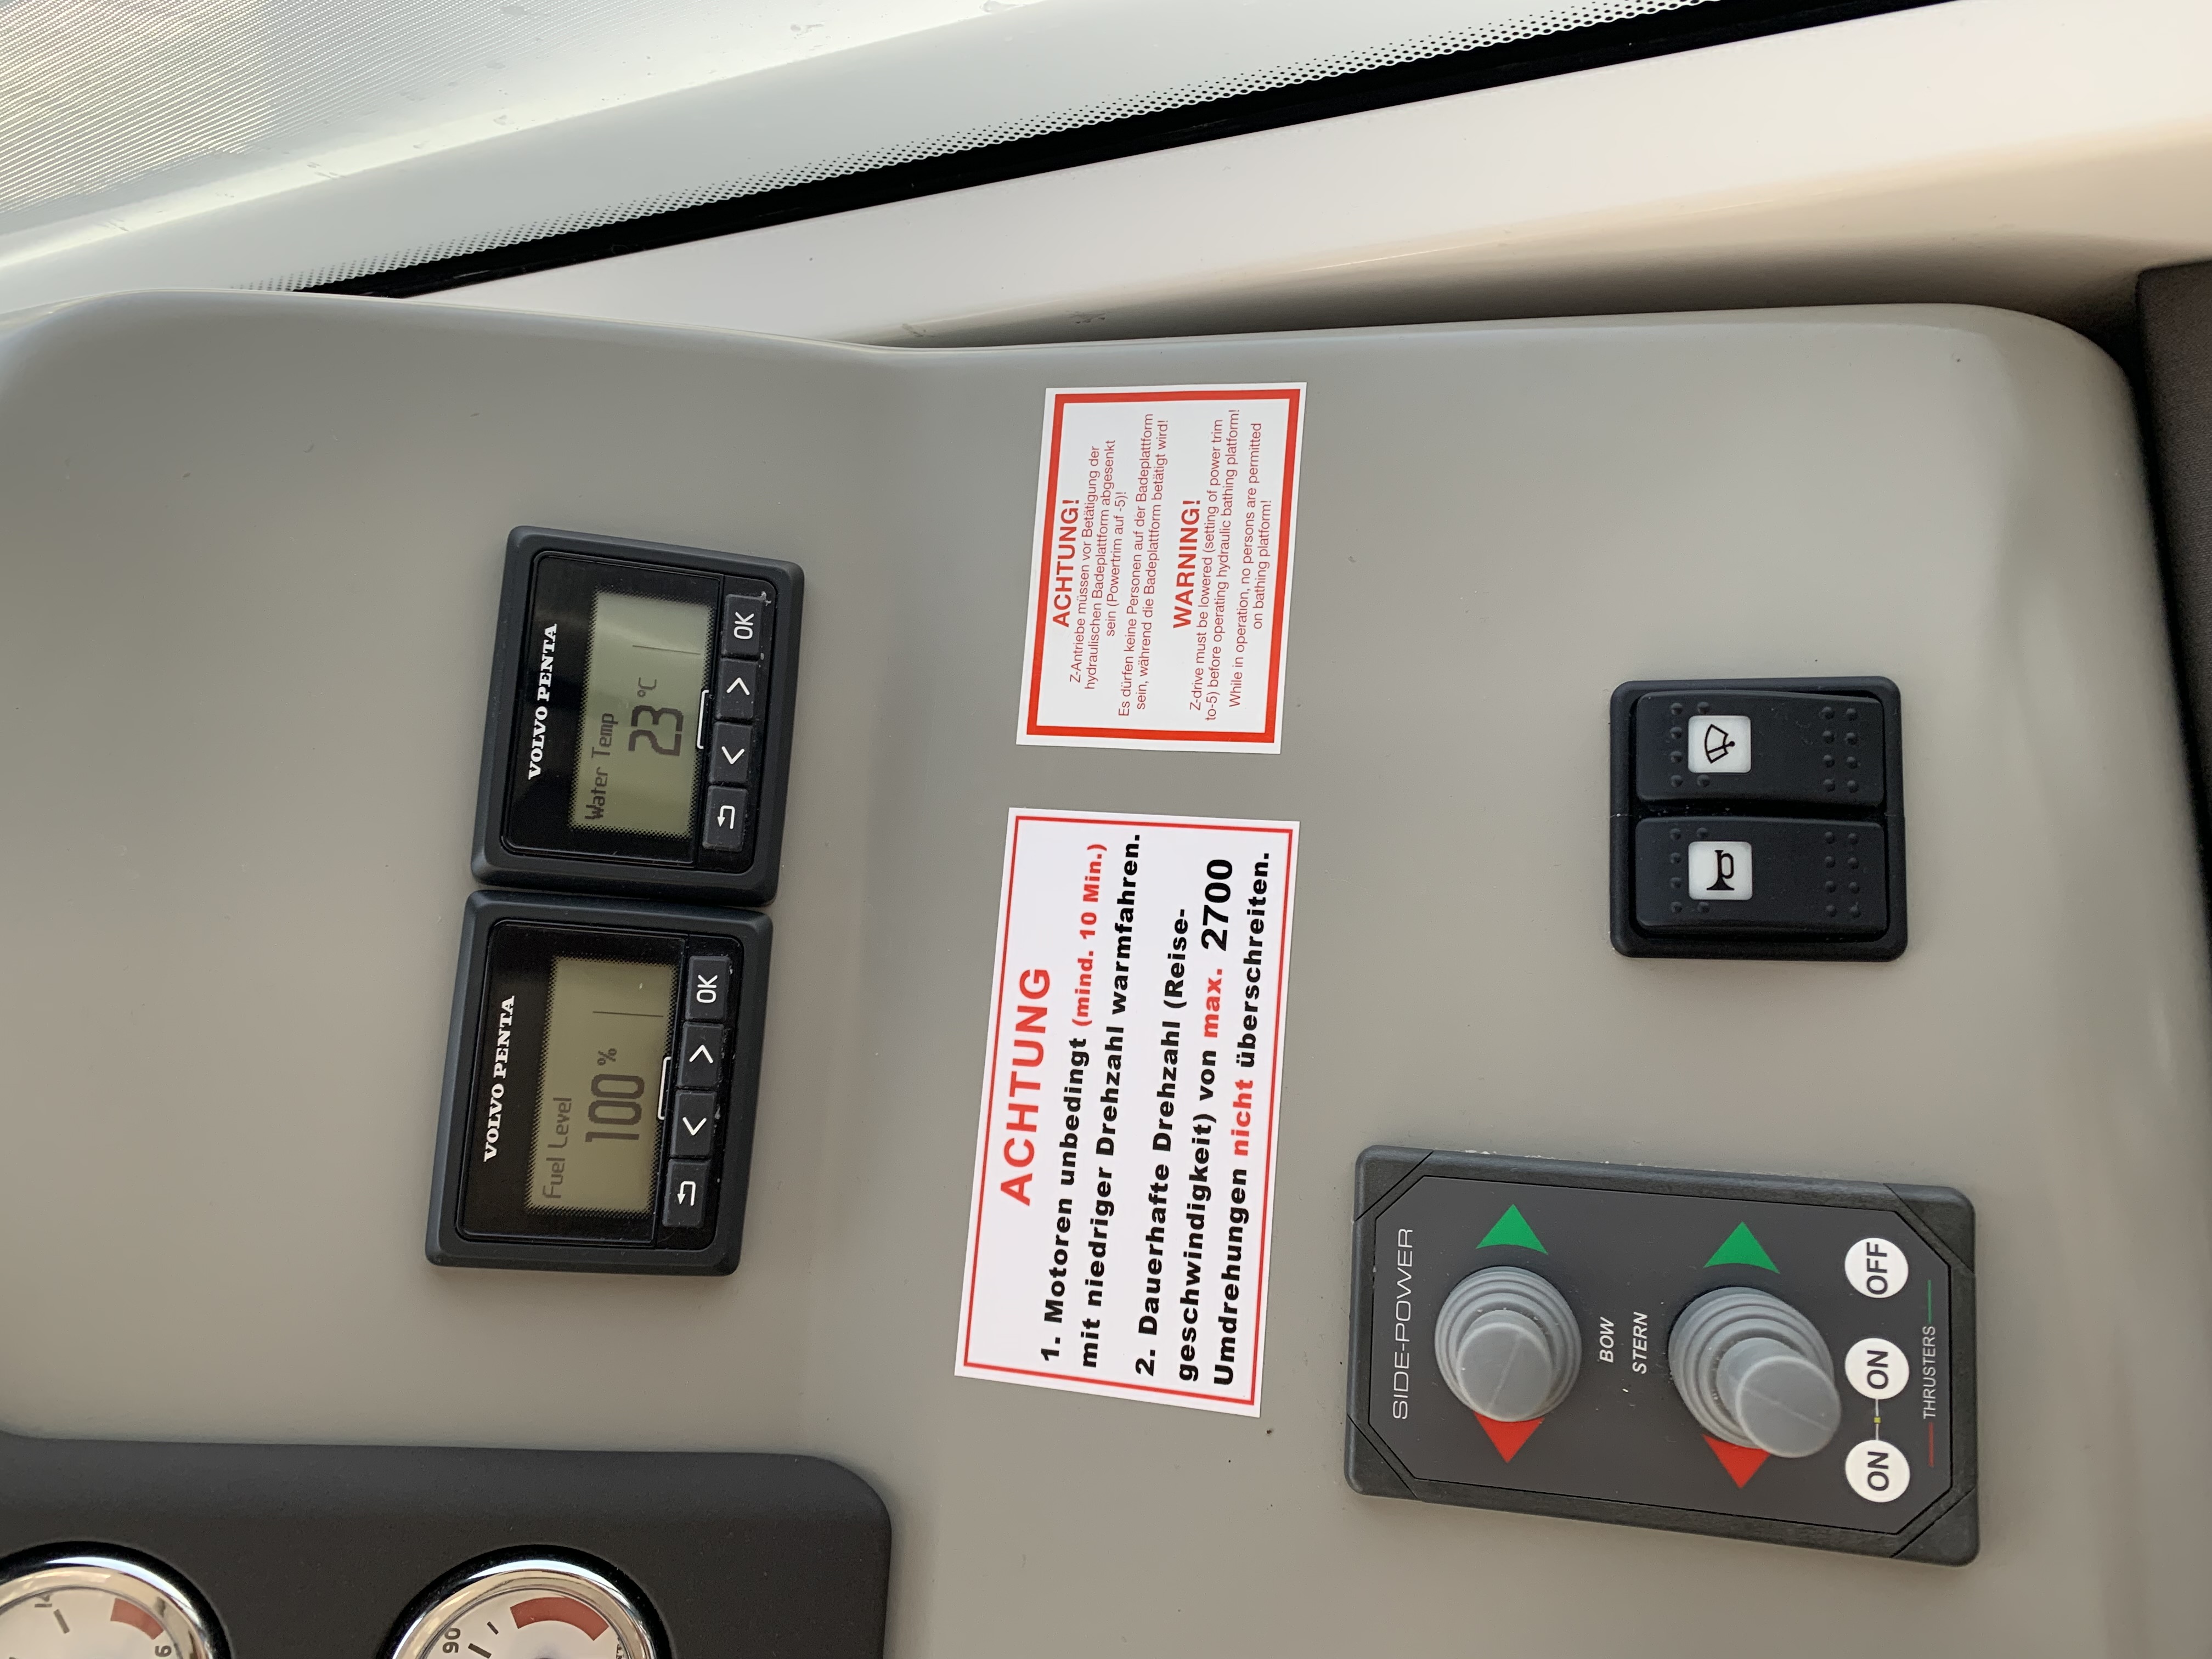 VOLVO PENTA
Fuel Level
100 %
OK
VOLVO PENTA
Water Temp
23 °C
OK
ACHTUNG
1. Motoren unbedingt (mind. 10 Min.)
mit niedriger Drehzahl warmfahren.
2. Dauerhafte Drehzahl (Reise-
geschwindigkeit) von max. 2700
Umdrehungen nicht überschreiten.
ACHTUNG!
Z-Antriebe müssen vor Betätigung der
hydraulischen Badeplattform abgesenkt
sein (Powertrim auf -5)!
Es dürfen keine Personen auf der Badeplattform
sein, während die Badeplattform betätigt wird!
WARNING!
Z-drive must be lowered (setting of power trim
to-5) before operating hydraulic bathing platform!
While in operation, no persons are permitted
on bathing platform!
SIDE-POWER
BOW
STERN
ON ON OFF
THRUSTERS
90